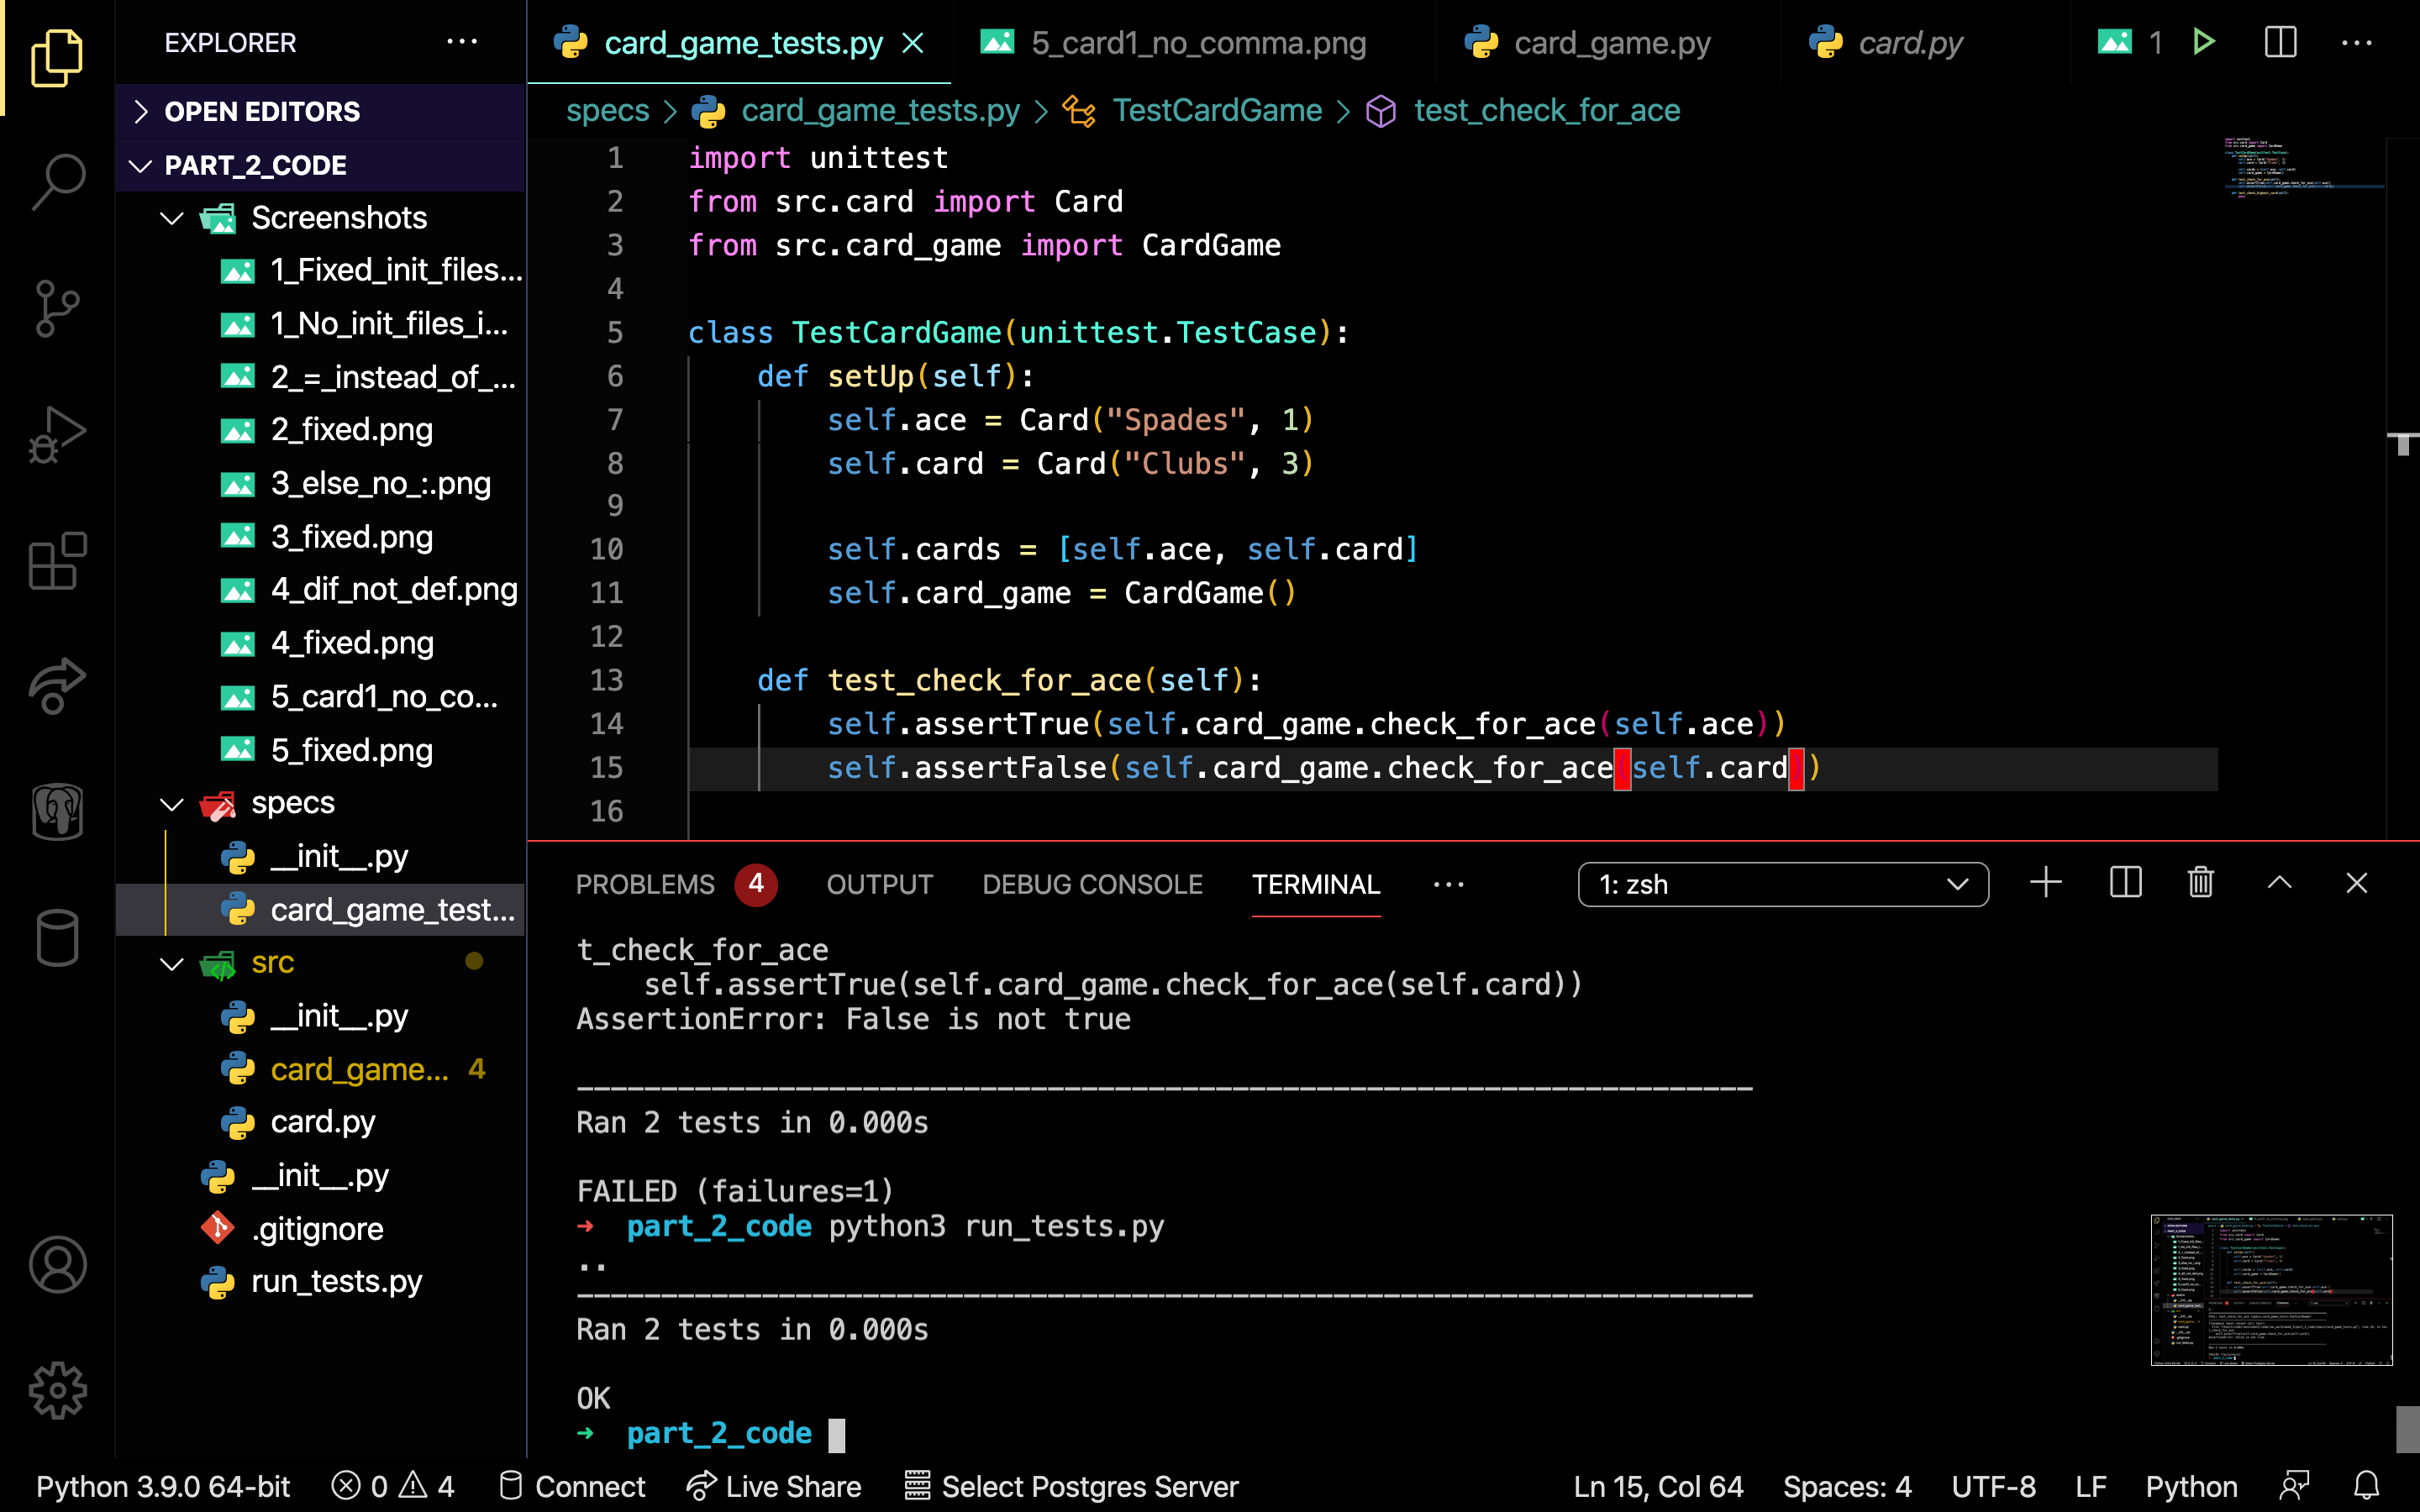 EXPLORER
OPEN EDITORS
PART_2_CODE
Screenshots
1_Fixed_init_files...
1_No_init_files_i...
2_=_instead_of_...
2_fixed.png
3_else_no_:.png
3_fixed.png
4_dif_not_def.png
4_fixed.png
5_card1_no_co...
5_fixed.png
specs
__init__.py
card_game_test...
src
__init__.py
card_game... 4
card.py
__init__.py
.gitignore
run_tests.py
card_game_tests.py 5_card1_no_comma.png card_game.py card.py 1
specs > card_game_tests.py > TestCardGame > test_check_for_ace
1 import unittest
2 from src.card import Card
3 from src.card_game import CardGame
4
5 class TestCardGame(unittest.TestCase):
6 def setUp(self):
7 self.ace = Card("Spades", 1)
8 self.card = Card("Clubs", 3)
9
10 self.cards = [self.ace, self.card]
11 self.card_game = CardGame()
12
13 def test_check_for_ace(self):
14 self.assertTrue(self.card_game.check_for_ace(self.ace))
15 self.assertFalse(self.card_game.check_for_ace(self.card))
16
PROBLEMS 4 OUTPUT DEBUG CONSOLE TERMINAL ... 1: zsh
t_check_for_ace
self.assertTrue(self.card_game.check_for_ace(self.card))
AssertionError: False is not true
----------------------------------------------------------------------
Ran 2 tests in 0.000s
FAILED (failures=1)
➜ part_2_code python3 run_tests.py
..
----------------------------------------------------------------------
Ran 2 tests in 0.000s
OK
➜ part_2_code
Python 3.9.0 64-bit 0 4 Connect Live Share Select Postgres Server Ln 15, Col 64 Spaces: 4 UTF-8 LF Python